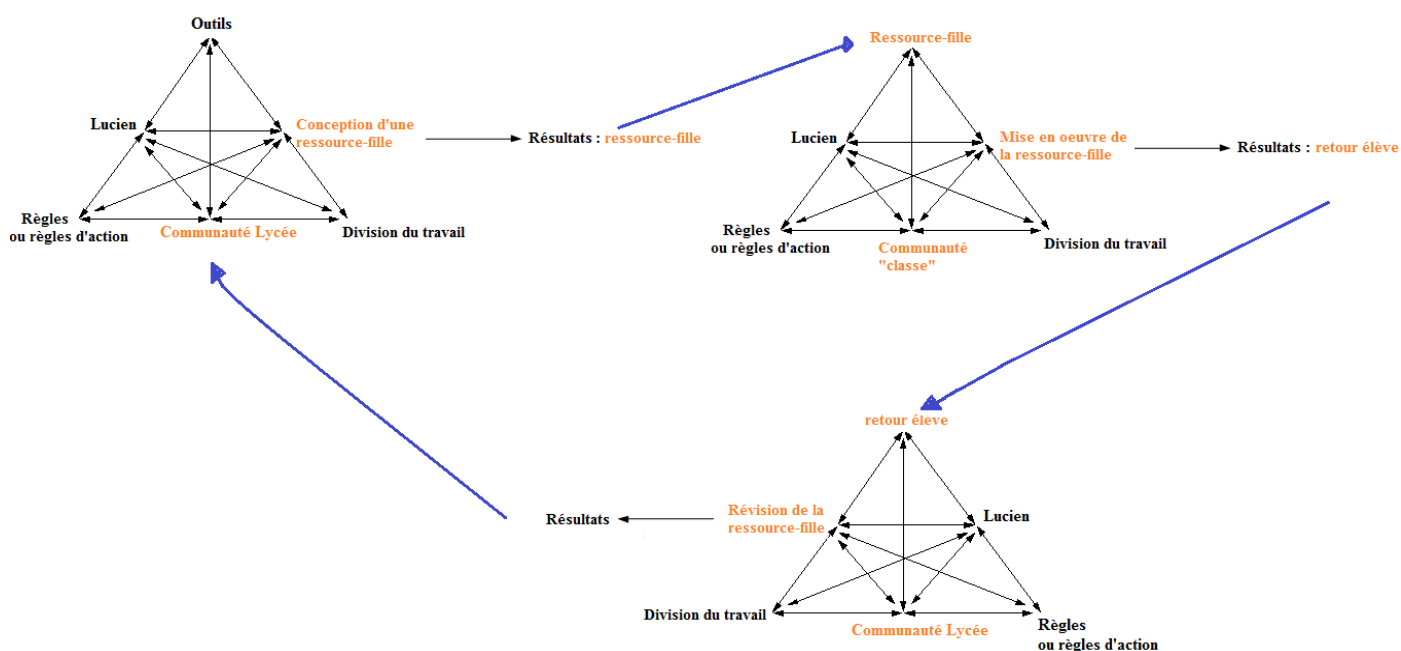 Outils
Lucien
Conception d'une
ressource-fille
Résultats : ressource-fille
Règles
ou règles d'action
Communauté Lycée
Division du travail
Ressource-fille
Lucien
Mise en oeuvre de
la ressource-fille
Résultats : retour élève
Règles
ou règles d'action
Communauté
"classe"
Division du travail
retour élève
Résultats
Révision de la
ressource-fille
Lucien
Division du travail
Communauté Lycée
Règles
ou règles d'action